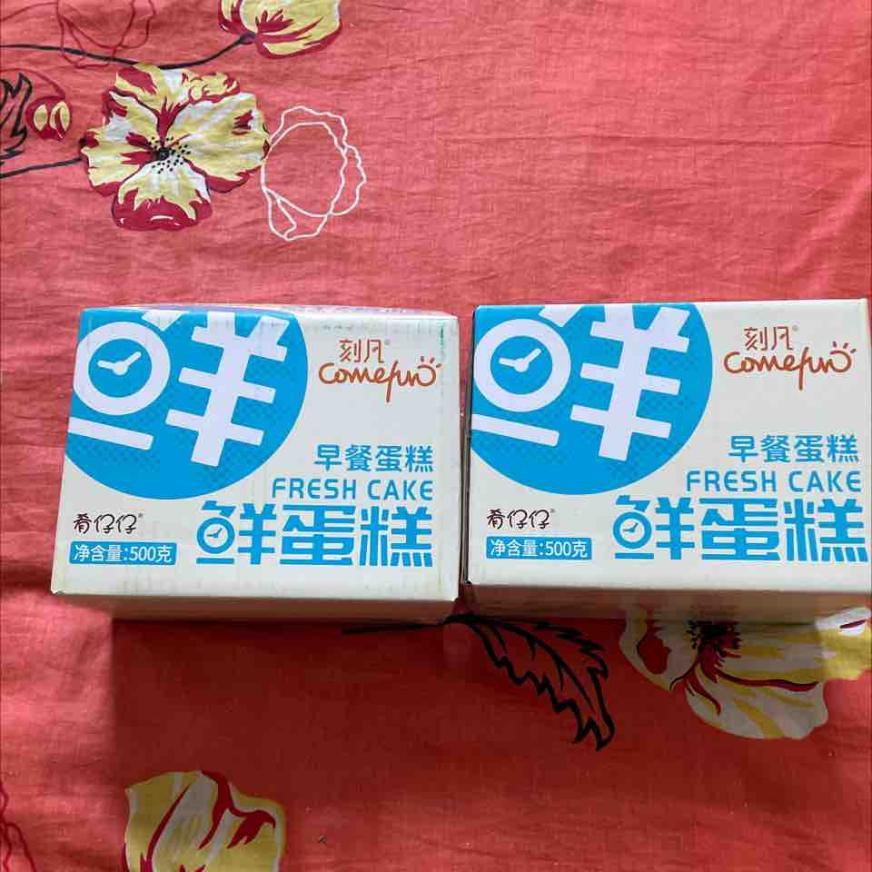 鲜
刻凡®
Comefun
早餐蛋糕
FRESH CAKE
肴仔仔®
鲜蛋糕
净含量:500克
鲜
刻凡®
Comefun
早餐蛋糕
FRESH CAKE
肴仔仔®
鲜蛋糕
净含量:500克